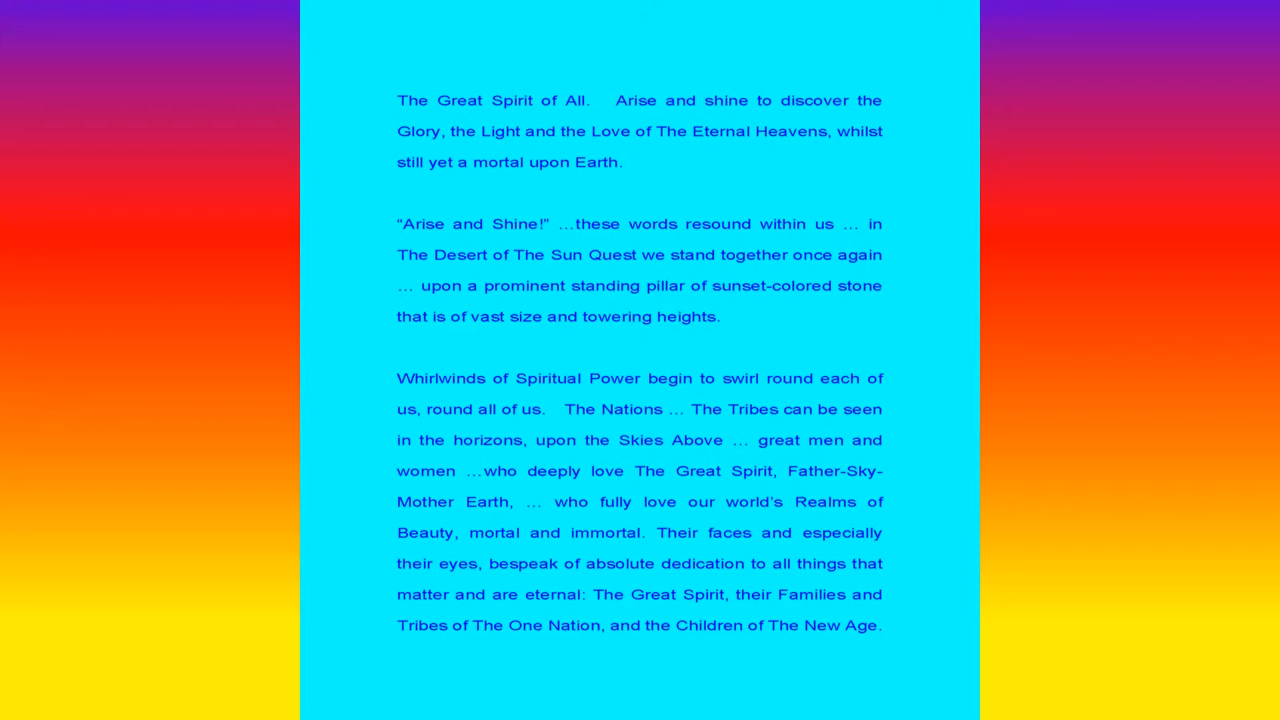 The Great Spirit of All.   Arise and shine to discover the
Glory, the Light and the Love of The Eternal Heavens, whilst
still yet a mortal upon Earth.
“Arise and Shine!” …these words resound within us … in
The Desert of The Sun Quest we stand together once again
… upon a prominent standing pillar of sunset-colored stone
that is of vast size and towering heights.
Whirlwinds of Spiritual Power begin to swirl round each of
us, round all of us.   The Nations … The Tribes can be seen
in the horizons, upon the Skies Above … great men and
women …who deeply love The Great Spirit, Father-Sky-
Mother Earth, … who fully love our world’s Realms of
Beauty, mortal and immortal. Their faces and especially
their eyes, bespeak of absolute dedication to all things that
matter and are eternal: The Great Spirit, their Families and
Tribes of The One Nation, and the Children of The New Age.